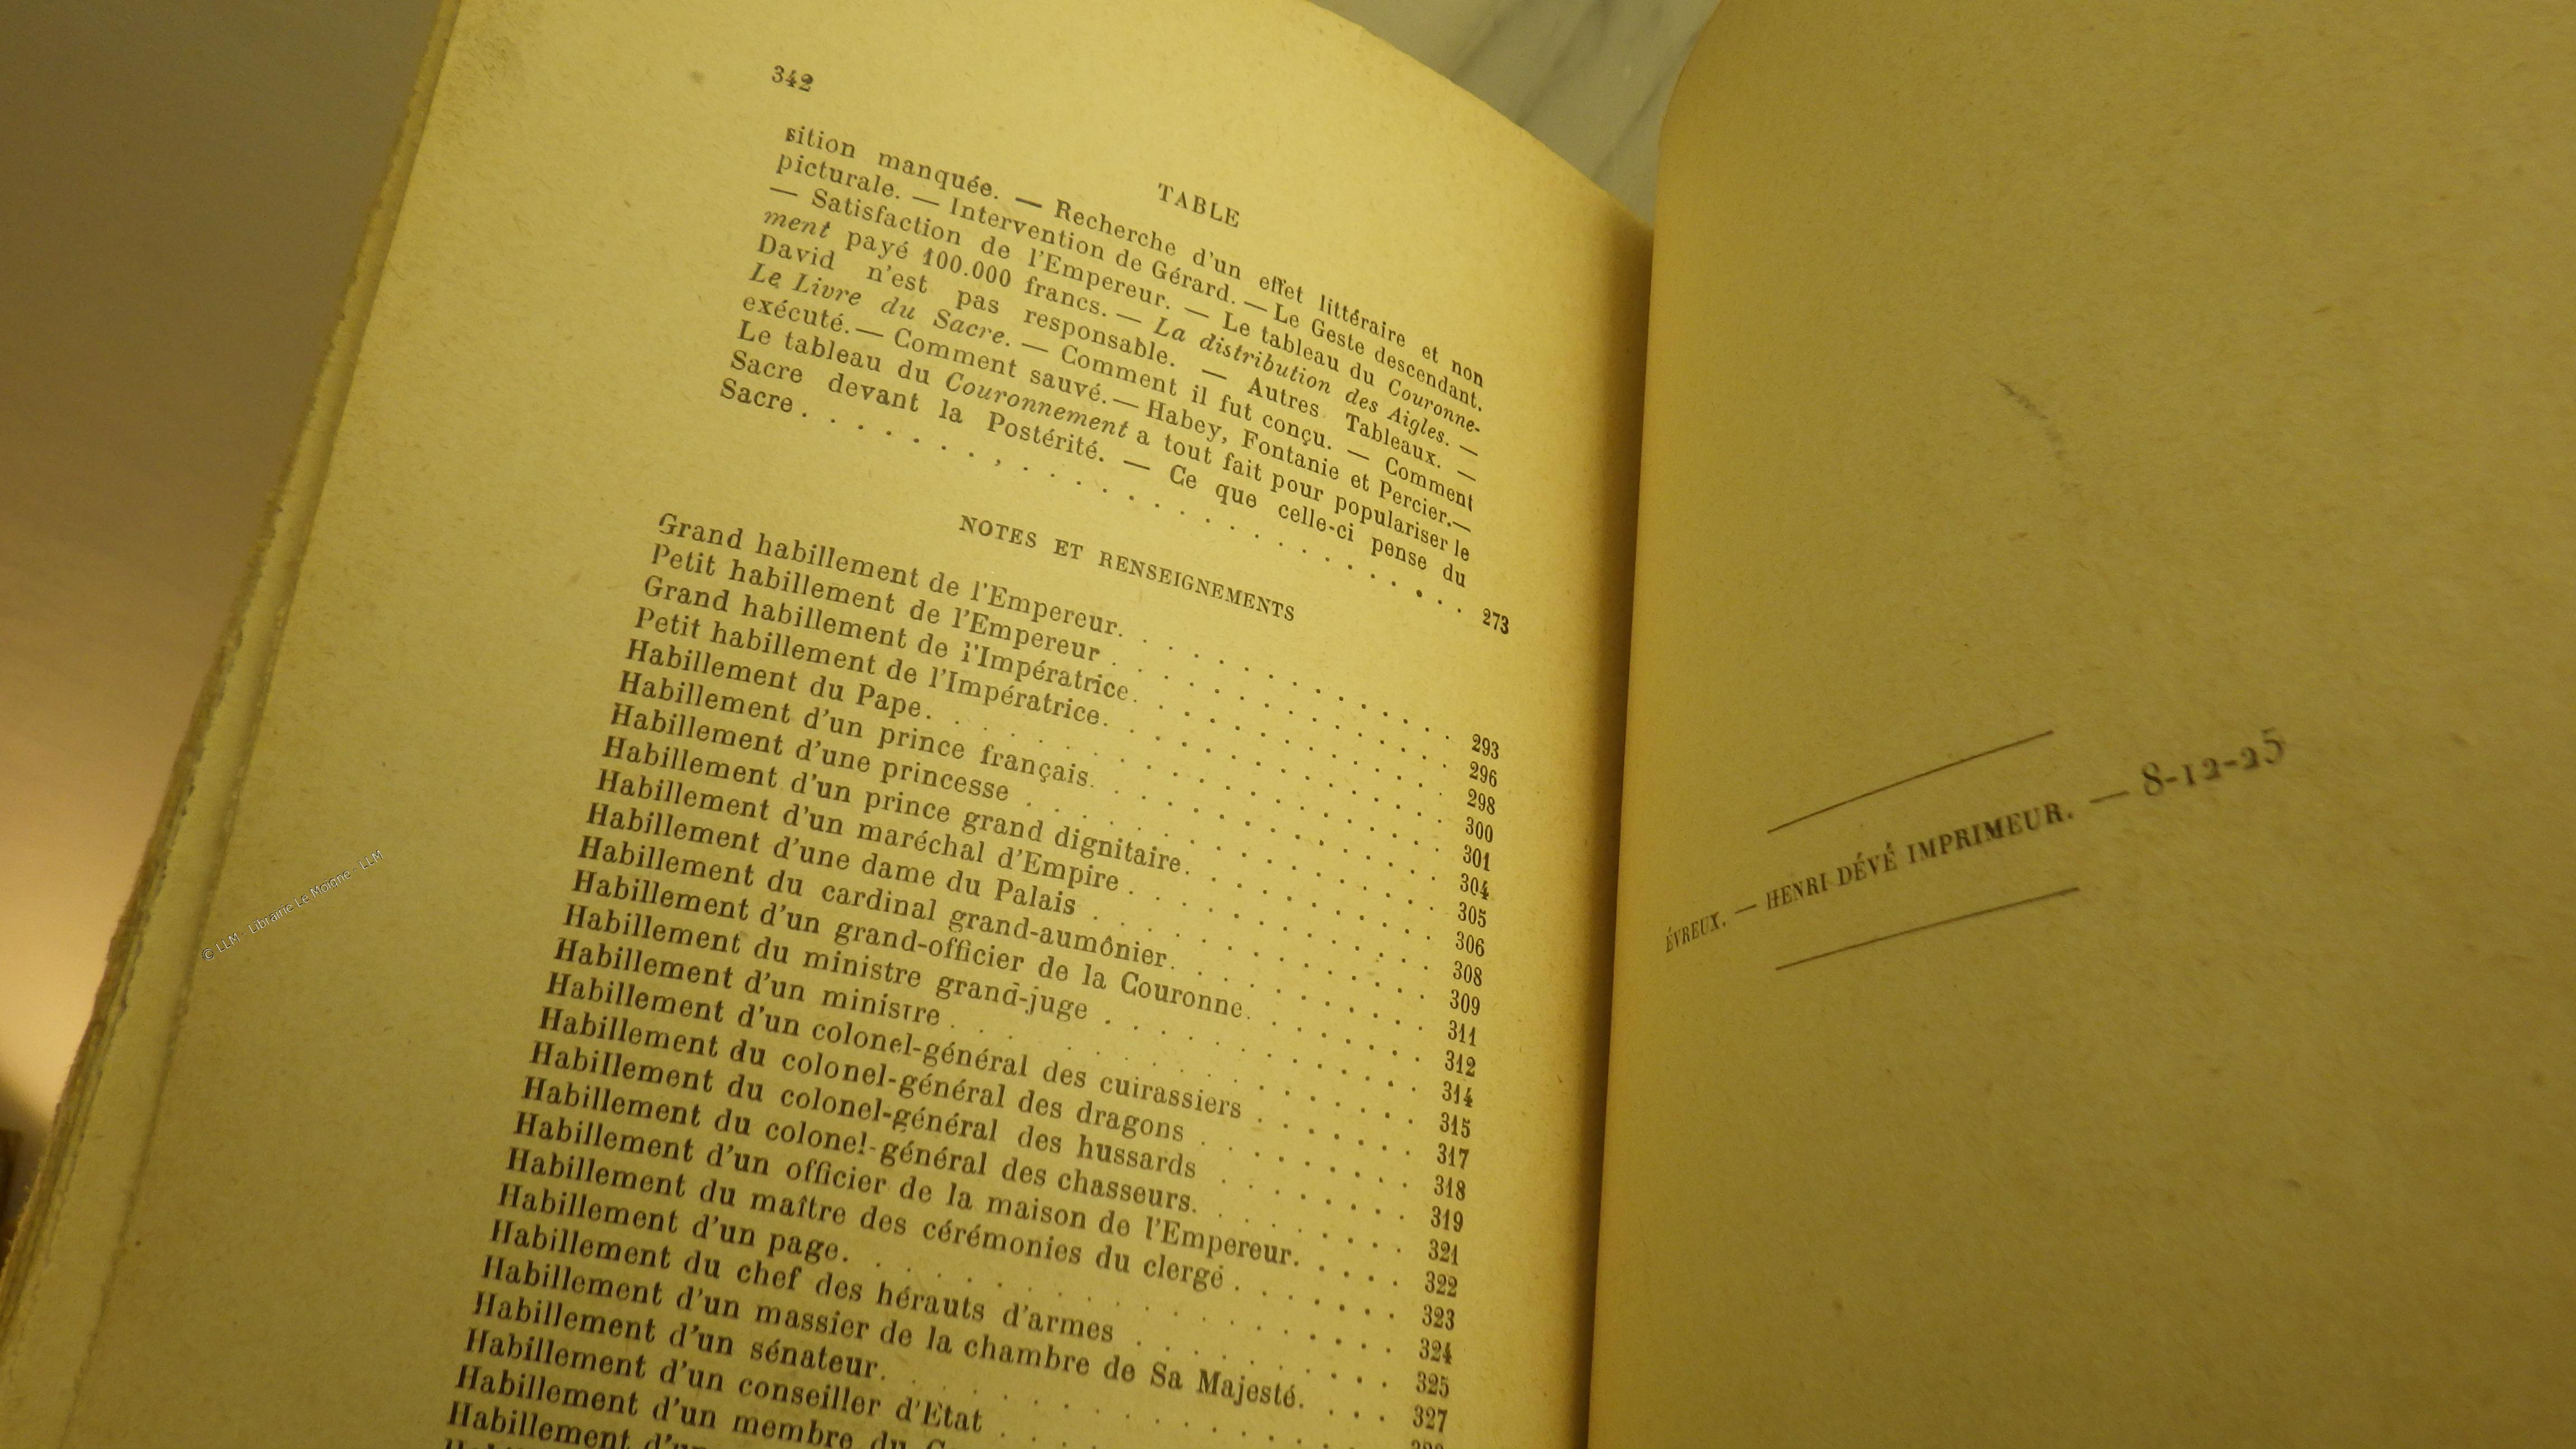 342
TABLE
sition manquée. — Recherche d'un effet littéraire et non
picturale. — Intervention de Gérard. — Le Geste descendant.
— Satisfaction de l'Empereur. — Le tableau du Couronne-
ment payé 100.000 francs. — La distribution des Aigles. —
David n'est pas responsable. — Autres Tableaux. —
Le Livre du Sacre. — Comment il fut conçu. — Comment
exécuté. — Comment sauvé. — Habey, Fontanie et Percier. —
Le tableau du Couronnement a tout fait pour populariser le
Sacre devant la Postérité. — Ce que celle-ci pense du
Sacre. . . . . . . . . . . . . . . . . . . . . . . . 273
NOTES ET RENSEIGNEMENTS
Grand habillement de l'Empereur. . . . . . . . . . . . 293
Petit habillement de l'Empereur . . . . . . . . . . . . 296
Grand habillement de l'Impératrice. . . . . . . . . . . 298
Petit habillement de l'Impératrice. . . . . . . . . . . 300
Habillement du Pape. . . . . . . . . . . . . . . . . . 301
Habillement d'un prince français. . . . . . . . . . . . 304
Habillement d'une princesse . . . . . . . . . . . . . . 305
Habillement d'un prince grand dignitaire. . . . . . . . 306
Habillement d'un maréchal d'Empire . . . . . . . . . . 308
Habillement d'une dame du Palais . . . . . . . . . . . 309
Habillement du cardinal grand-aumônier. . . . . . . . . 311
Habillement d'un grand-officier de la Couronne. . . . . 312
Habillement du ministre grand-juge . . . . . . . . . . 314
Habillement d'un ministre . . . . . . . . . . . . . . . 315
Habillement d'un colonel-général des cuirassiers . . . . 317
Habillement du colonel-général des dragons . . . . . . 318
Habillement du colonel-général des hussards . . . . . . 319
Habillement du colonel-général des chasseurs. . . . . . 321
Habillement d'un officier de la maison de l'Empereur. . . 322
Habillement du maître des cérémonies du clergé . . . . 323
Habillement d'un page. . . . . . . . . . . . . . . . . 324
Habillement du chef des hérauts d'armes . . . . . . . . 325
Habillement d'un massier de la chambre de Sa Majesté. . . 327
Habillement d'un sénateur. . . . . . . . . . . . . . .
Habillement d'un conseiller d'Etat . . . . . . . . . .
Habillement d'un membre du
Habillement
ÉVREUX. — HENRI DÉVÉ IMPRIMEUR. — 8-12-25
© LLM - Librairie Le Moigne - LLM